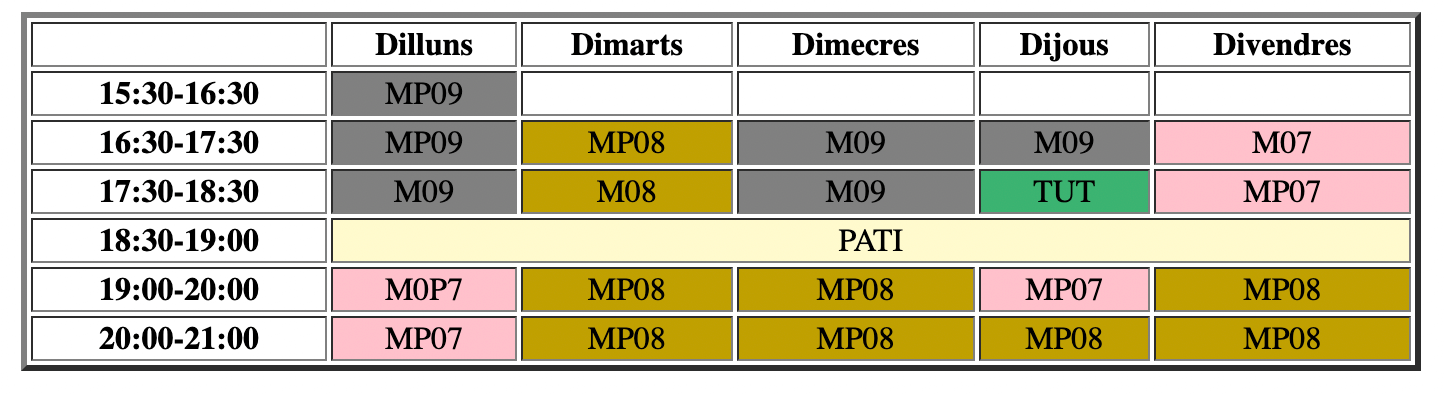 Dilluns Dimarts Dimecres Dijous Divendres
15:30-16:30 MP09
16:30-17:30 MP09 MP08 M09 M09 M07
17:30-18:30 M09 M08 M09 TUT MP07
18:30-19:00 PATI
19:00-20:00 M0P7 MP08 MP08 MP07 MP08
20:00-21:00 MP07 MP08 MP08 MP08 MP08